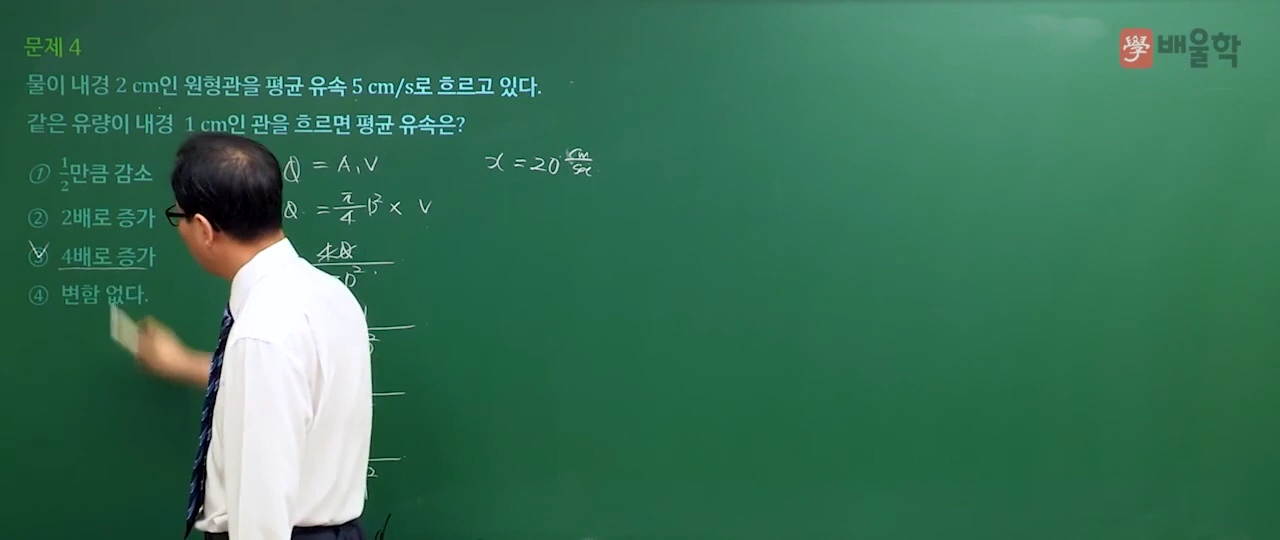 문제 4
學 배울학
물이 내경 2 cm인 원형관을 평균 유속 5 cm/s로 흐르고 있다.
같은 유량이 내경 1 cm인 관을 흐르면 평균 유속은?
① 1/2만큼 감소
② 2배로 증가
③ 4배로 증가
④ 변함 없다.
Q = A, V
Q = π/4 D² × V
4Q
D²
x = 20 cm/sec